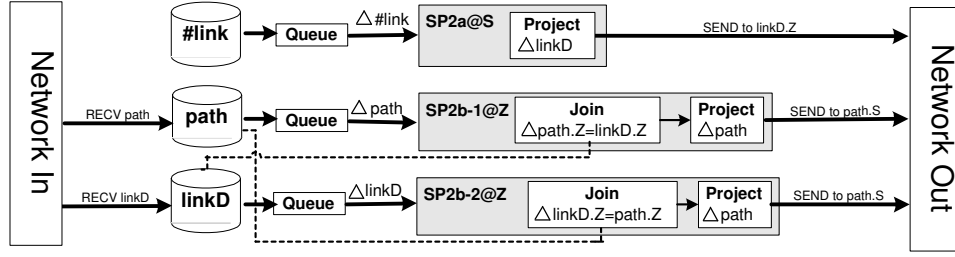 Network In
#link
Queue
△#link
SP2a@S
Project
△linkD
SEND to linkD.Z
RECV path
path
Queue
△path
SP2b-1@Z
Join
△path.Z=linkD.Z
Project
△path
SEND to path.S
RECV linkD
linkD
Queue
△linkD
SP2b-2@Z
Join
△linkD.Z=path.Z
Project
△path
SEND to path.S
Network Out